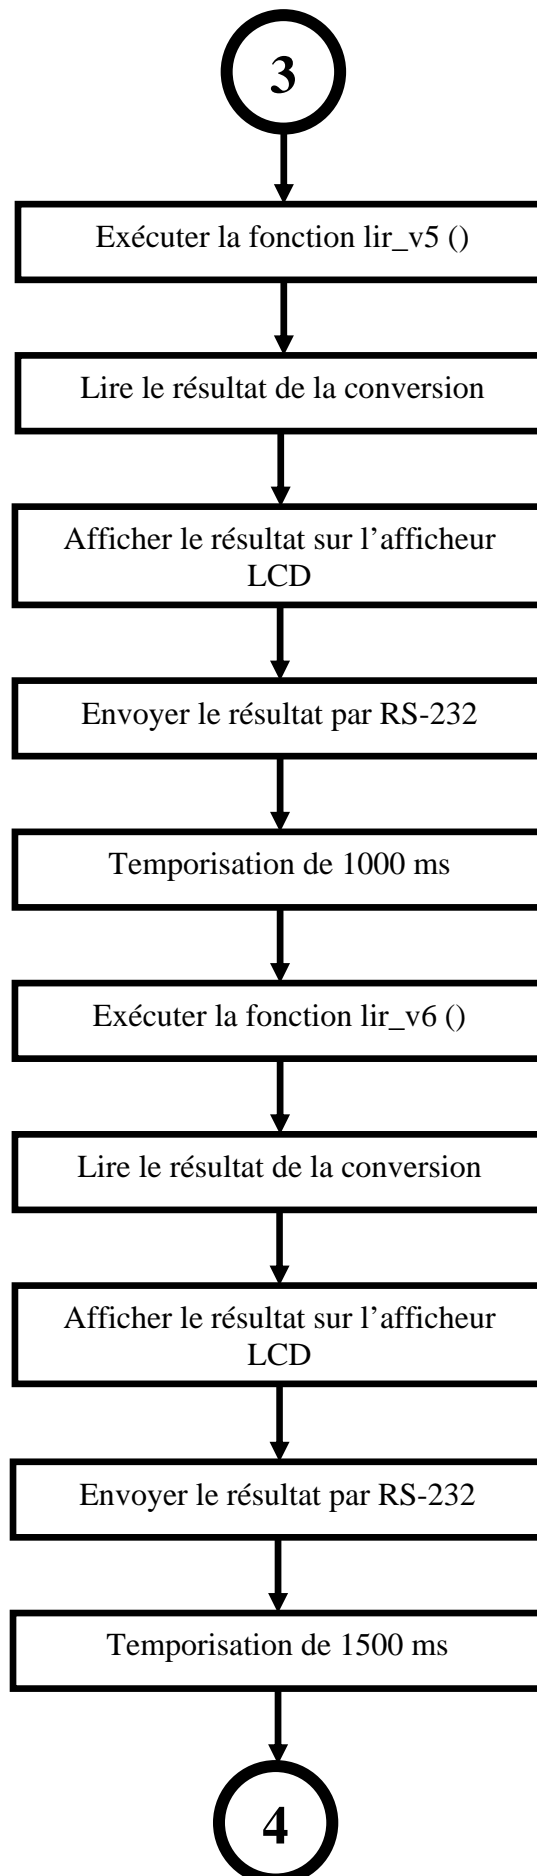 3
Exécuter la fonction lir_v5 ()
Lire le résultat de la conversion
Afficher le résultat sur l’afficheur
LCD
Envoyer le résultat par RS-232
Temporisation de 1000 ms
Exécuter la fonction lir_v6 ()
Lire le résultat de la conversion
Afficher le résultat sur l’afficheur
LCD
Envoyer le résultat par RS-232
Temporisation de 1500 ms
4